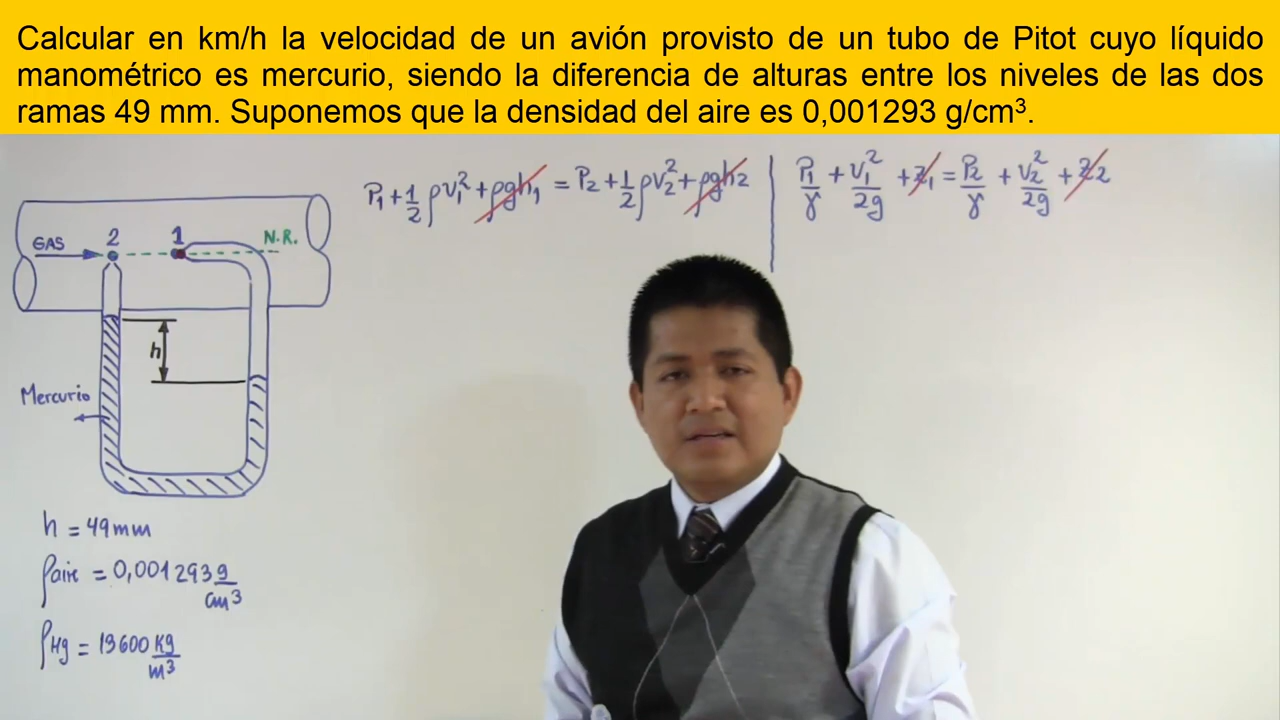 Calcular en km/h la velocidad de un avión provisto de un tubo de Pitot cuyo líquido
manométrico es mercurio, siendo la diferencia de alturas entre los niveles de las dos
ramas 49 mm. Suponemos que la densidad del aire es 0,001293 g/cm³.
P₁ + 1/2 ρv₁² + ρgh₁ = P₂ + 1/2 ρv₂² + ρgh₂
P₁/γ + v₁²/2g + z₁ = P₂/γ + v₂²/2g + z₂
GAS 2 1 N.R.
h
Mercurio
h = 49mm
ρaire = 0,001293 g/cm³
ρHg = 13600 Kg/m³